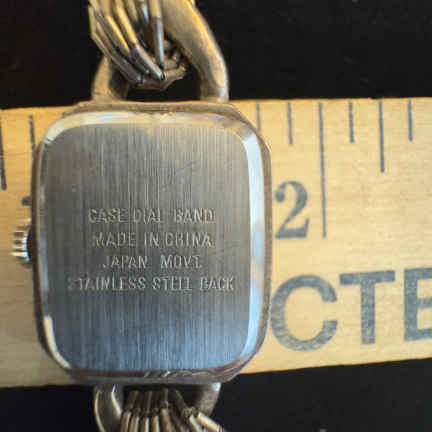 CASE DIAL BAND
MADE IN CHINA
JAPAN MOVT.
STAINLESS STEEL BACK
2
CTE